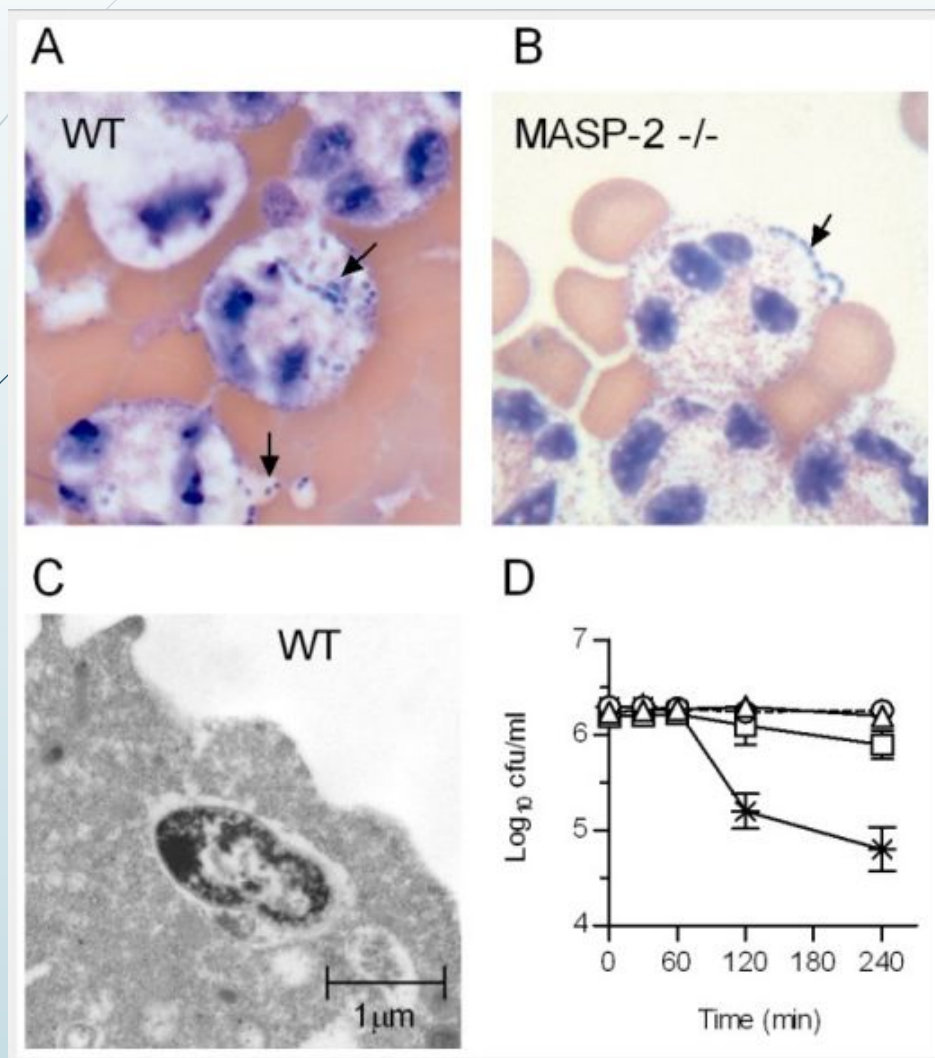 A
B
WT
MASP-2 -/-
C
D
WT
1μm
7
6
5
4
Log₁₀ cfu/ml
0 60 120 180 240
Time (min)